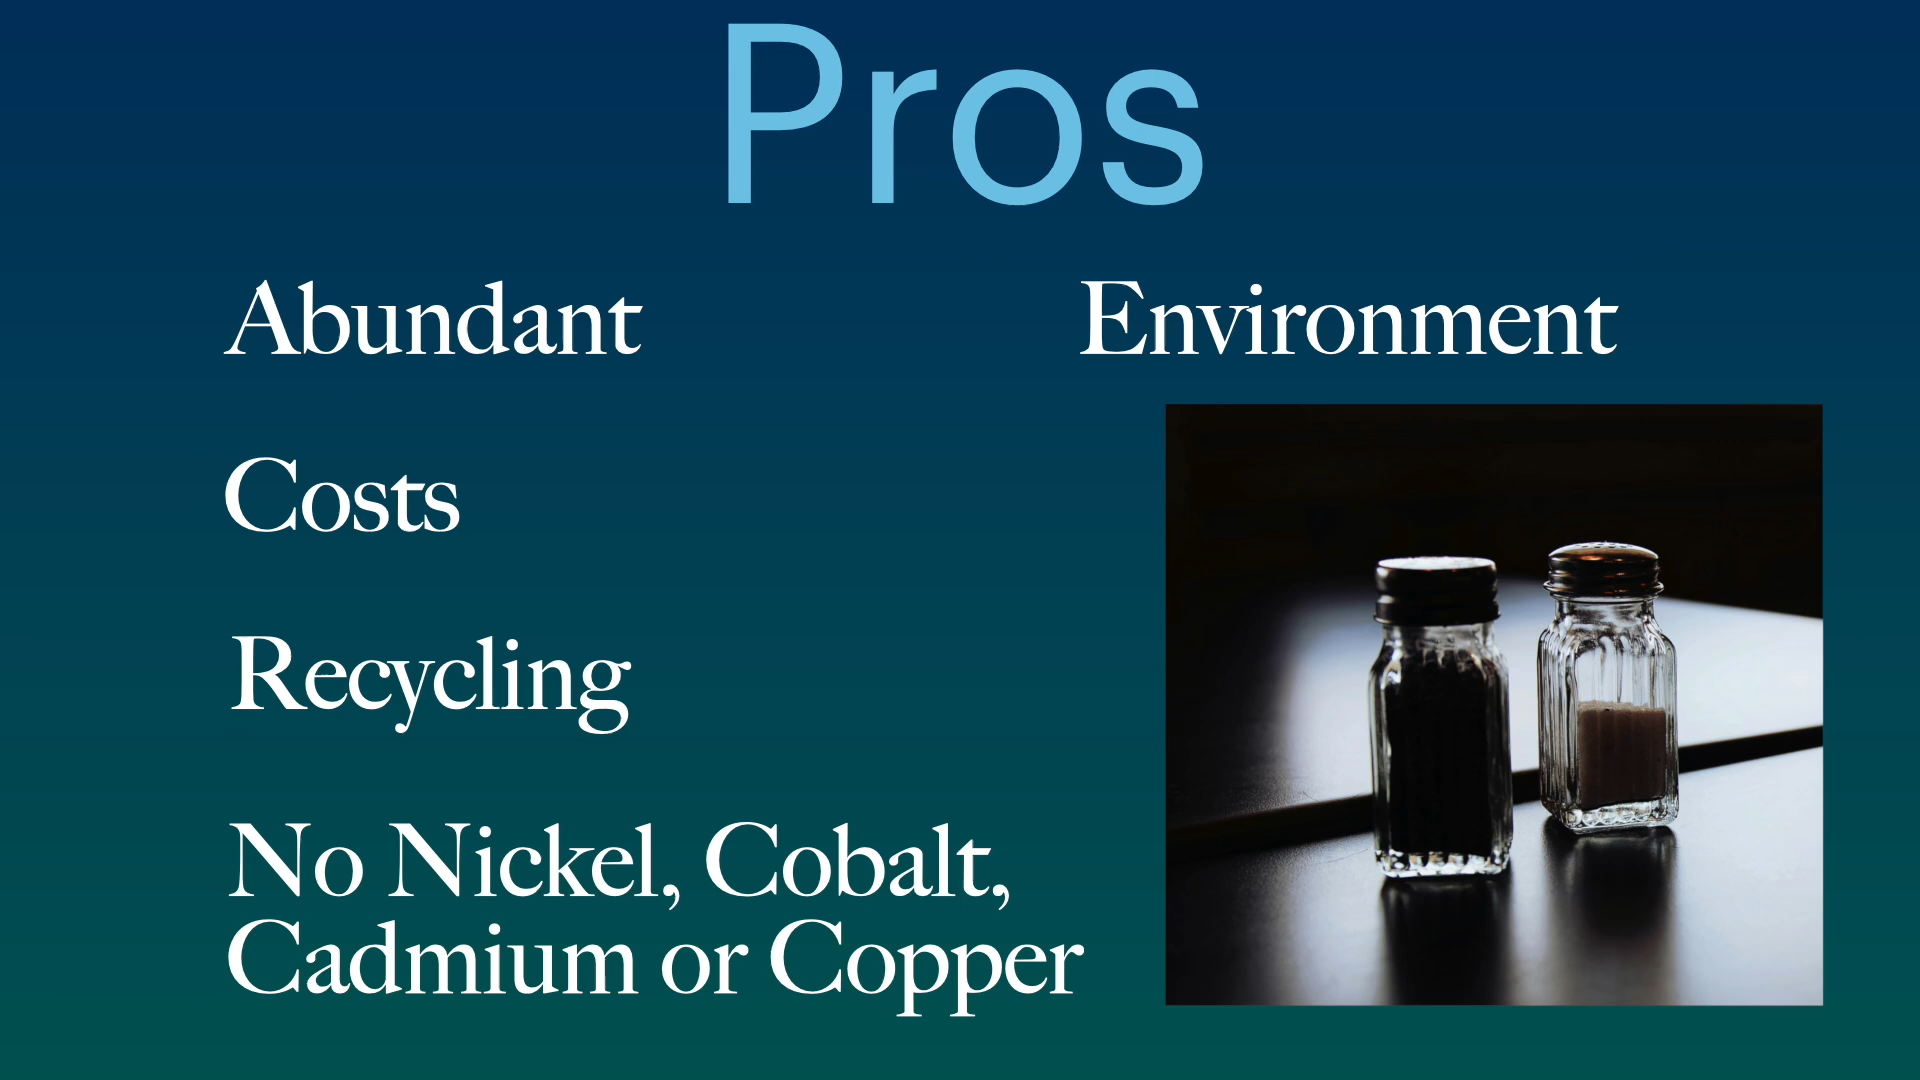 Pros
Abundant
Costs
Recycling
No Nickel, Cobalt,
Cadmium or Copper
Environment